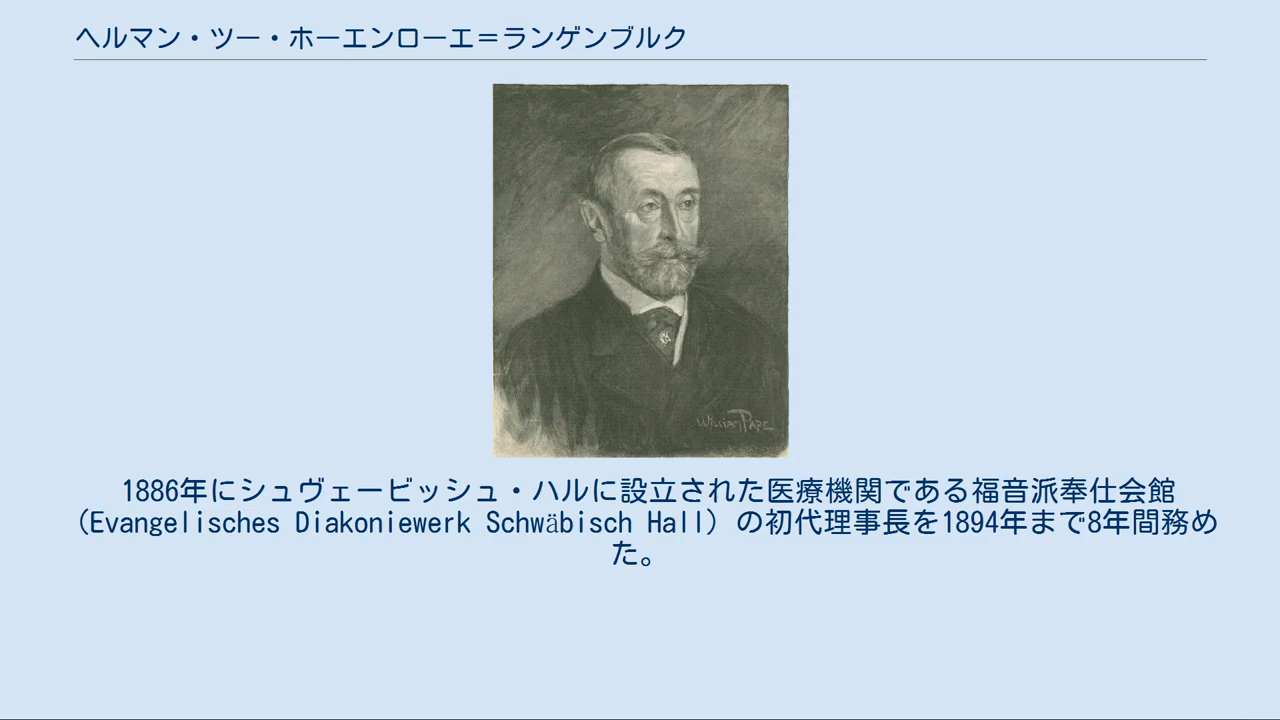 ヘルマン・ツー・ホーエンローエ＝ランゲンブルク
WILLIAM PAPE
1886年にシュヴェービッシュ・ハルに設立された医療機関である福音派奉仕会館
（Evangelisches Diakoniewerk Schwäbisch Hall）の初代理事長を1894年まで8年間務め
た。